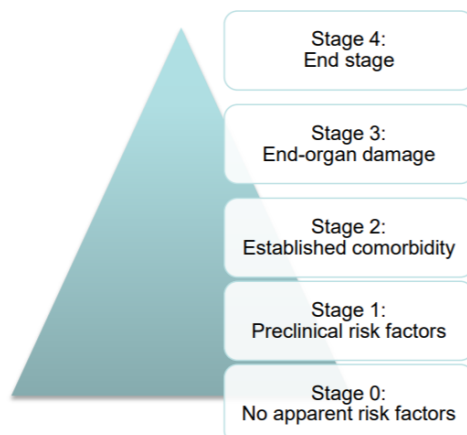 Stage 4:
End stage
Stage 3:
End-organ damage
Stage 2:
Established comorbidity
Stage 1:
Preclinical risk factors
Stage 0:
No apparent risk factors